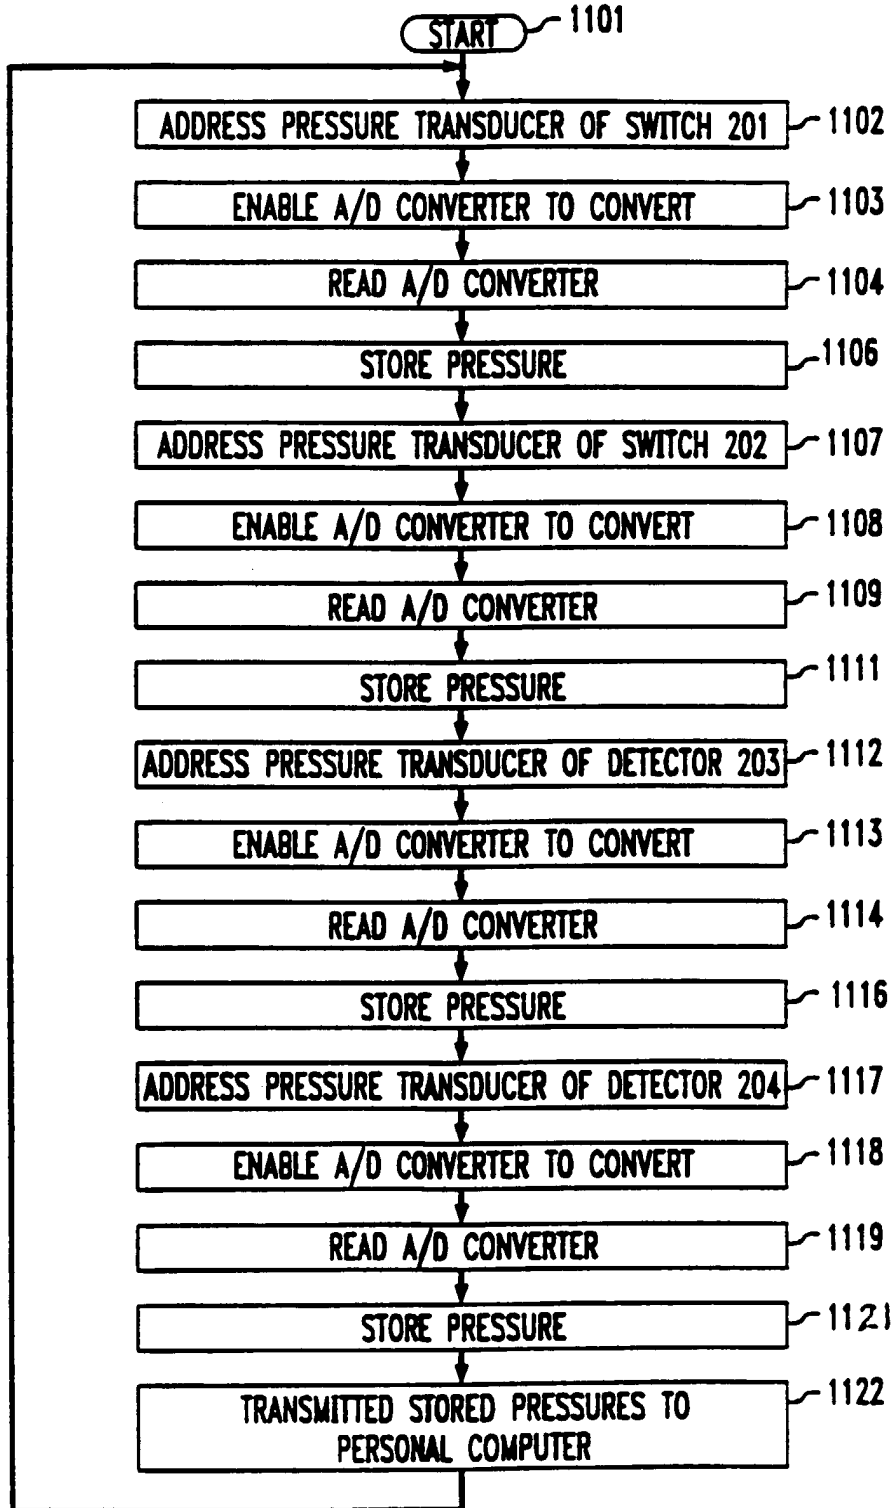 START 1101
ADDRESS PRESSURE TRANSDUCER OF SWITCH 201 1102
ENABLE A/D CONVERTER TO CONVERT 1103
READ A/D CONVERTER 1104
STORE PRESSURE 1106
ADDRESS PRESSURE TRANSDUCER OF SWITCH 202 1107
ENABLE A/D CONVERTER TO CONVERT 1108
READ A/D CONVERTER 1109
STORE PRESSURE 1111
ADDRESS PRESSURE TRANSDUCER OF DETECTOR 203 1112
ENABLE A/D CONVERTER TO CONVERT 1113
READ A/D CONVERTER 1114
STORE PRESSURE 1116
ADDRESS PRESSURE TRANSDUCER OF DETECTOR 204 1117
ENABLE A/D CONVERTER TO CONVERT 1118
READ A/D CONVERTER 1119
STORE PRESSURE 1121
TRANSMITTED STORED PRESSURES TO 1122
PERSONAL COMPUTER